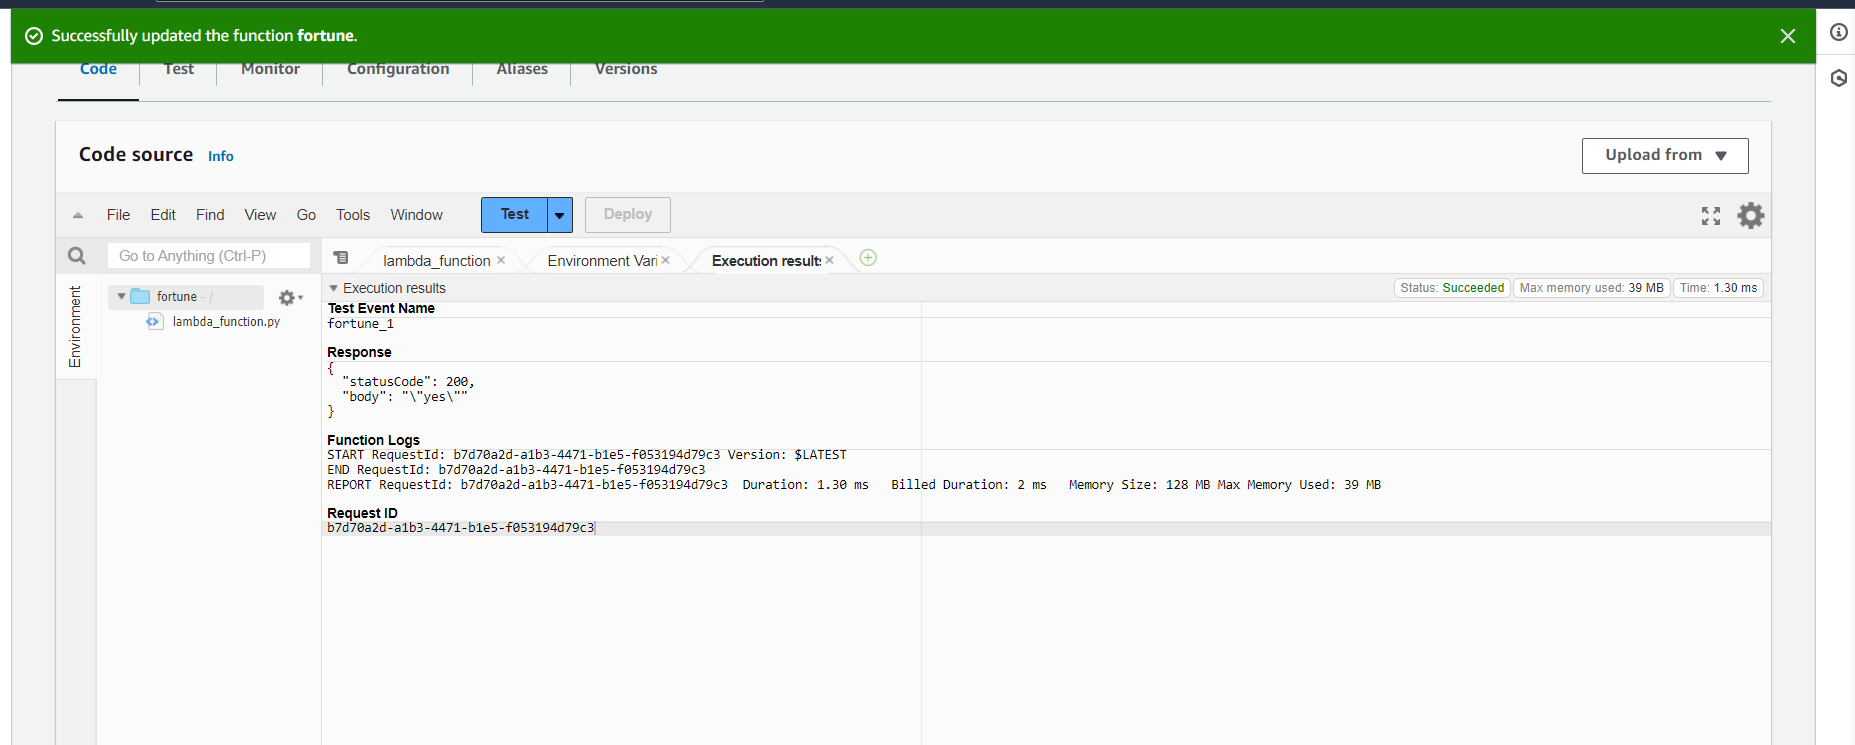 Successfully updated the function fortune.
Code Test Monitor Configuration Aliases Versions
Code source Info
Upload from
File Edit Find View Go Tools Window Test Deploy
Go to Anything (Ctrl-P)
lambda_function Environment Vari Execution results
Environment
fortune - /
lambda_function.py
Execution results
Status: Succeeded Max memory used: 39 MB Time: 1.30 ms
Test Event Name
fortune_1
Response
{
"statusCode": 200,
"body": "\"yes\""
}
Function Logs
START RequestId: b7d70a2d-a1b3-4471-b1e5-f053194d79c3 Version: $LATEST
END RequestId: b7d70a2d-a1b3-4471-b1e5-f053194d79c3
REPORT RequestId: b7d70a2d-a1b3-4471-b1e5-f053194d79c3 Duration: 1.30 ms Billed Duration: 2 ms Memory Size: 128 MB Max Memory Used: 39 MB
Request ID
b7d70a2d-a1b3-4471-b1e5-f053194d79c3